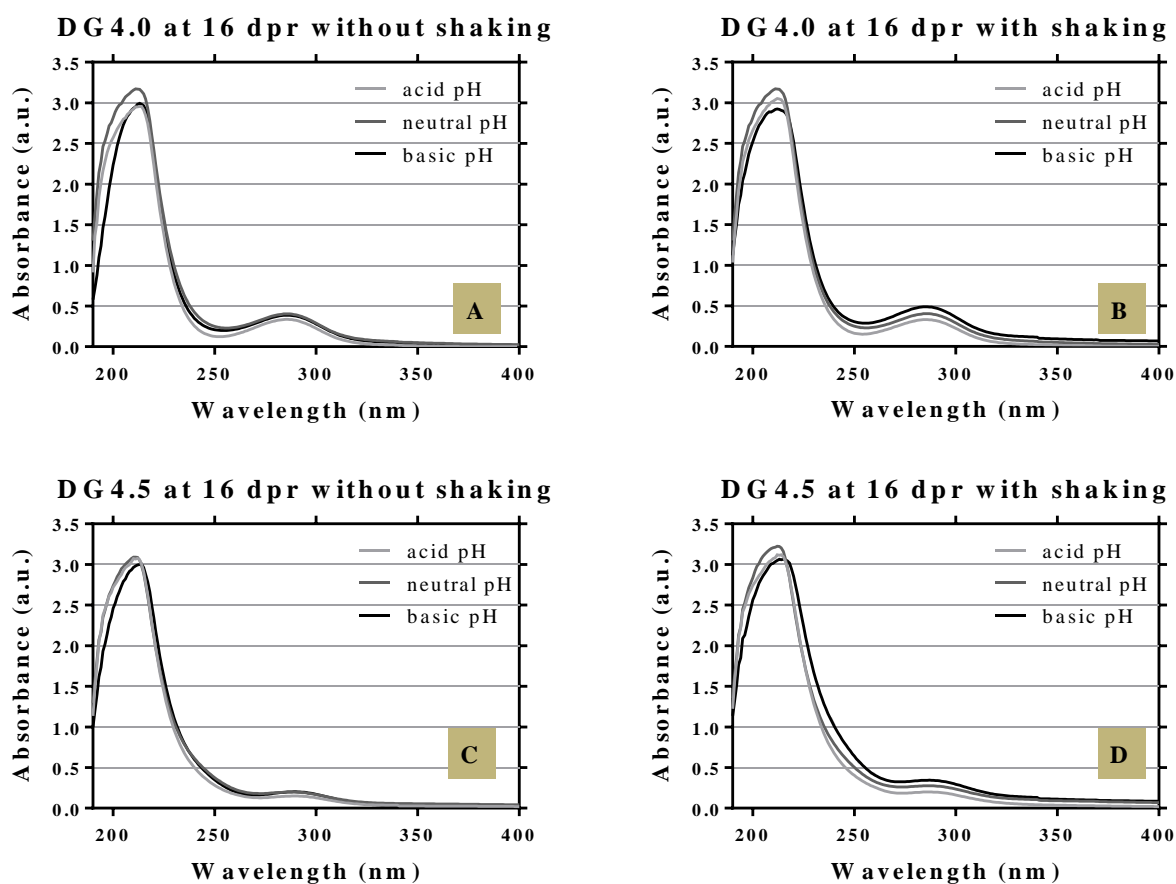 DG4.0 at 16 dpr without shaking
3.5
3.0
2.5
2.0
1.5
1.0
0.5
0.0
Absorbance (a.u.)
acid pH
neutral pH
basic pH
A
200 250 300 350 400
Wavelength (nm)
DG4.0 at 16 dpr with shaking
3.5
3.0
2.5
2.0
1.5
1.0
0.5
0.0
Absorbance (a.u.)
acid pH
neutral pH
basic pH
B
200 250 300 350 400
Wavelength (nm)
DG4.5 at 16 dpr without shaking
3.5
3.0
2.5
2.0
1.5
1.0
0.5
0.0
Absorbance (a.u.)
acid pH
neutral pH
basic pH
C
200 250 300 350 400
Wavelength (nm)
DG4.5 at 16 dpr with shaking
3.5
3.0
2.5
2.0
1.5
1.0
0.5
0.0
Absorbance (a.u.)
acid pH
neutral pH
basic pH
D
200 250 300 350 400
Wavelength (nm)